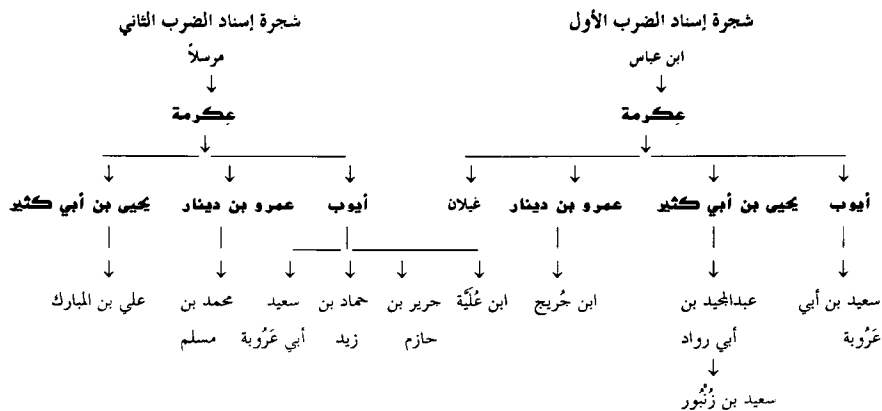 شجرة إسناد الضرب الأول
ابن عباس
عكرمة
أيوب يحيى بن أبي كثير عمرو بن دينار غيلان
سعيد بن أبي عَرُوبة
عبدالمجيد بن أبي رواد
سعيد بن زُنْبُور
ابن جُريج
شجرة إسناد الضرب الثاني
مرسلاً
عِكرمة
أيوب عمرو بن دينار يحيى بن أبي كثير
ابن عُلَيَّة
جرير بن حازم
حماد بن زيد
سعيد أبي عَرُوبة
محمد بن مسلم
علي بن المبارك